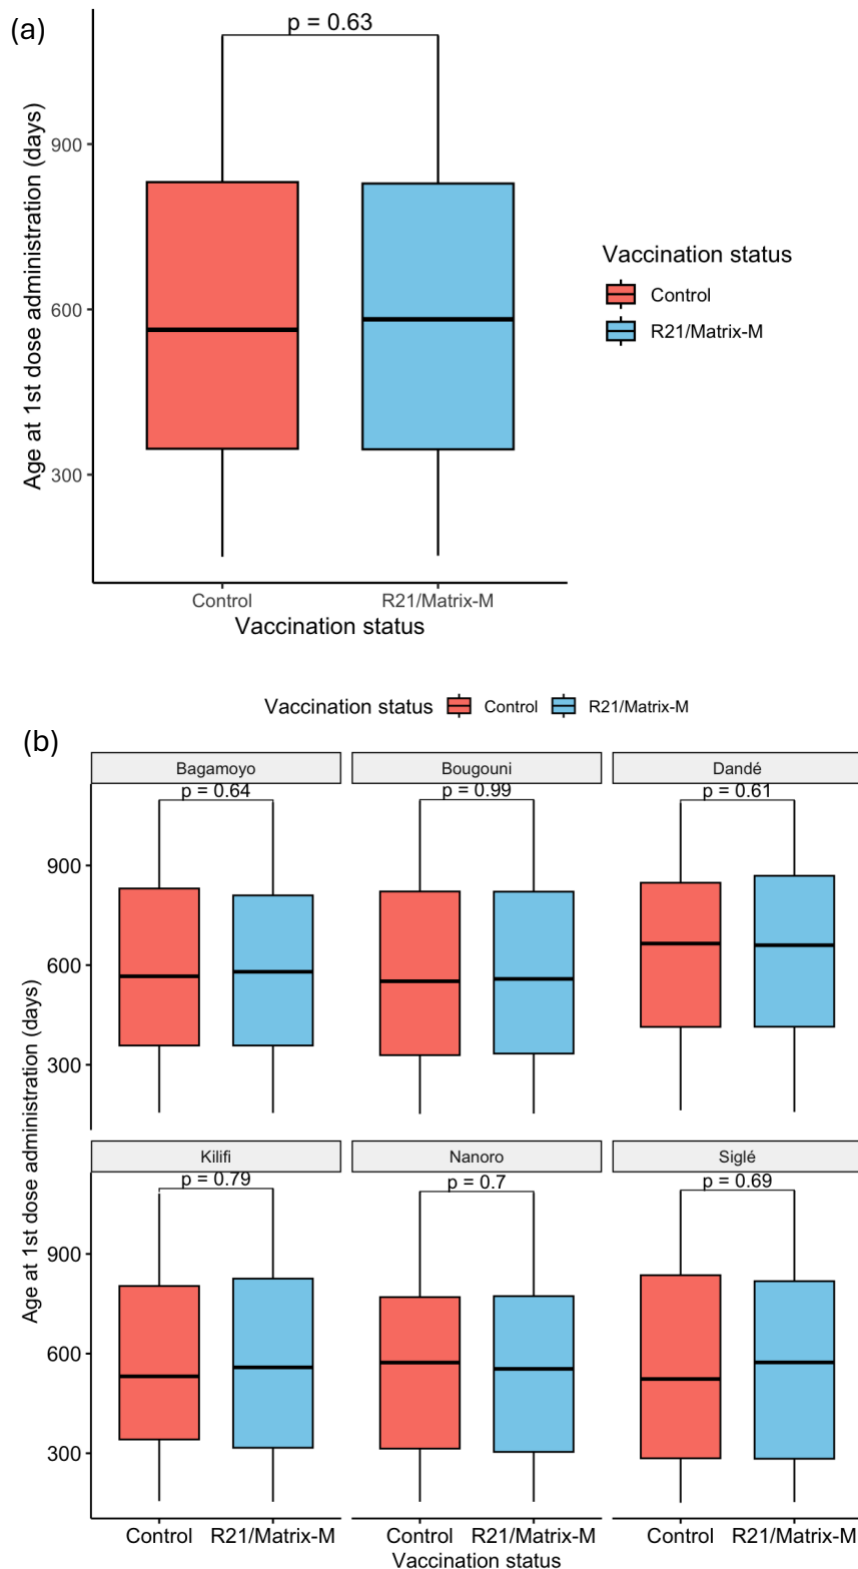 (a)
p = 0.63
Age at 1st dose administration (days)
900
600
300
Control
R21/Matrix-M
Vaccination status
Vaccination status
Control
R21/Matrix-M
Vaccination status
Control
R21/Matrix-M
(b)
Bagamoyo
Bougouni
Dandé
p = 0.64
p = 0.99
p = 0.61
Age at 1st dose administration (days)
900
600
300
Kilifi
Nanoro
Siglé
p = 0.79
p = 0.7
p = 0.69
900
600
300
Control
R21/Matrix-M
Control
R21/Matrix-M
Control
R21/Matrix-M
Vaccination status